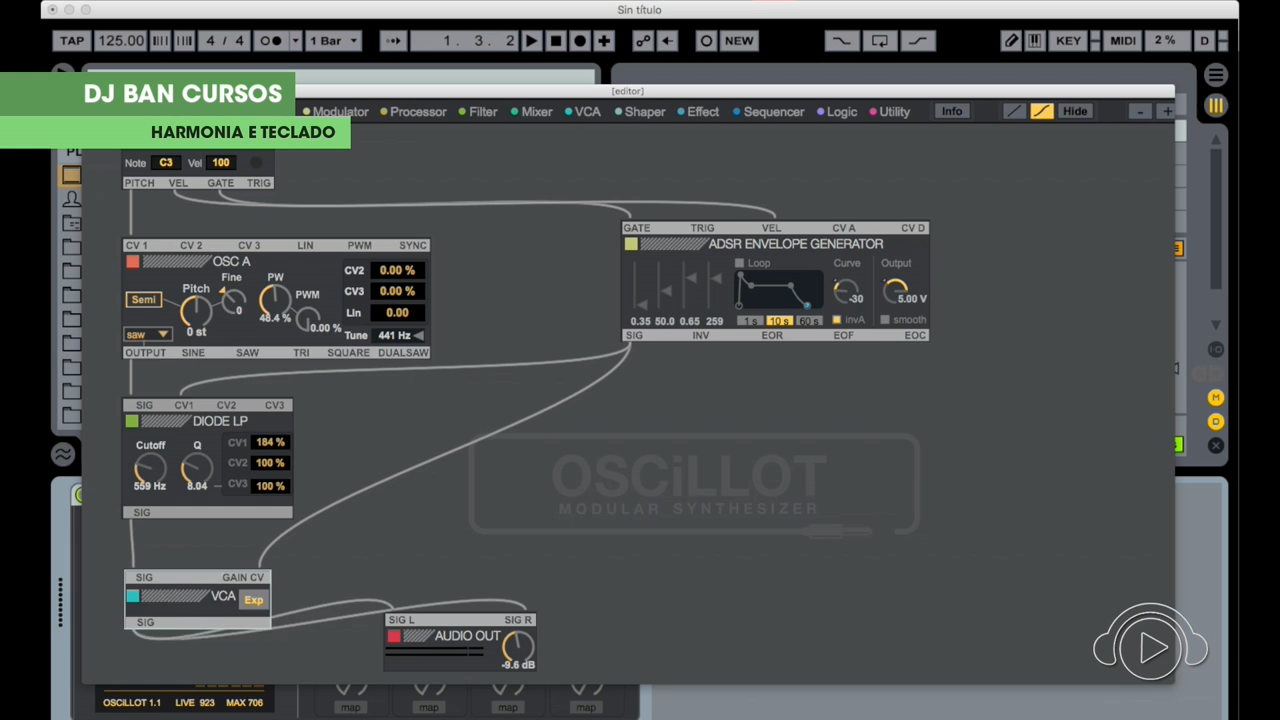 Sin título
TAP 125.00 4 / 4 1 Bar 1. 3. 2 NEW KEY MIDI 2 % D
[editor]
DJ BAN CURSOS
HARMONIA E TECLADO
Modulator Processor Filter Mixer VCA Shaper Effect Sequencer Logic Utility Info Hide - +
Note C3 Vel 100
PITCH VEL GATE TRIG
GATE TRIG VEL CV A CV D
ADSR ENVELOPE GENERATOR
Loop Curve Output
-30 5.00 V
0.35 50.0 0.65 259 1 s 10 s 60 s invA smooth
SIG INV EOR EOF EOC
CV 1 CV 2 CV 3 LIN PWM SYNC
OSC A
Fine PW CV2 0.00 %
Semi Pitch 0 PWM CV3 0.00 %
48.4 % Lin 0.00
saw 0 st 0.00 % Tune 441 Hz
OUTPUT SINE SAW TRI SQUARE DUALSAW
SIG CV1 CV2 CV3
DIODE LP
Cutoff Q CV1 184 %
CV2 100 %
559 Hz 8.04 CV3 100 %
SIG
OSCiLLOT
MODULAR SYNTHESIZER
SIG GAIN CV
VCA Exp
SIG
SIG L SIG R
AUDIO OUT
-9.6 dB
M
D
OSCiLLOT 1.1 LIVE 923 MAX 706
map map map map